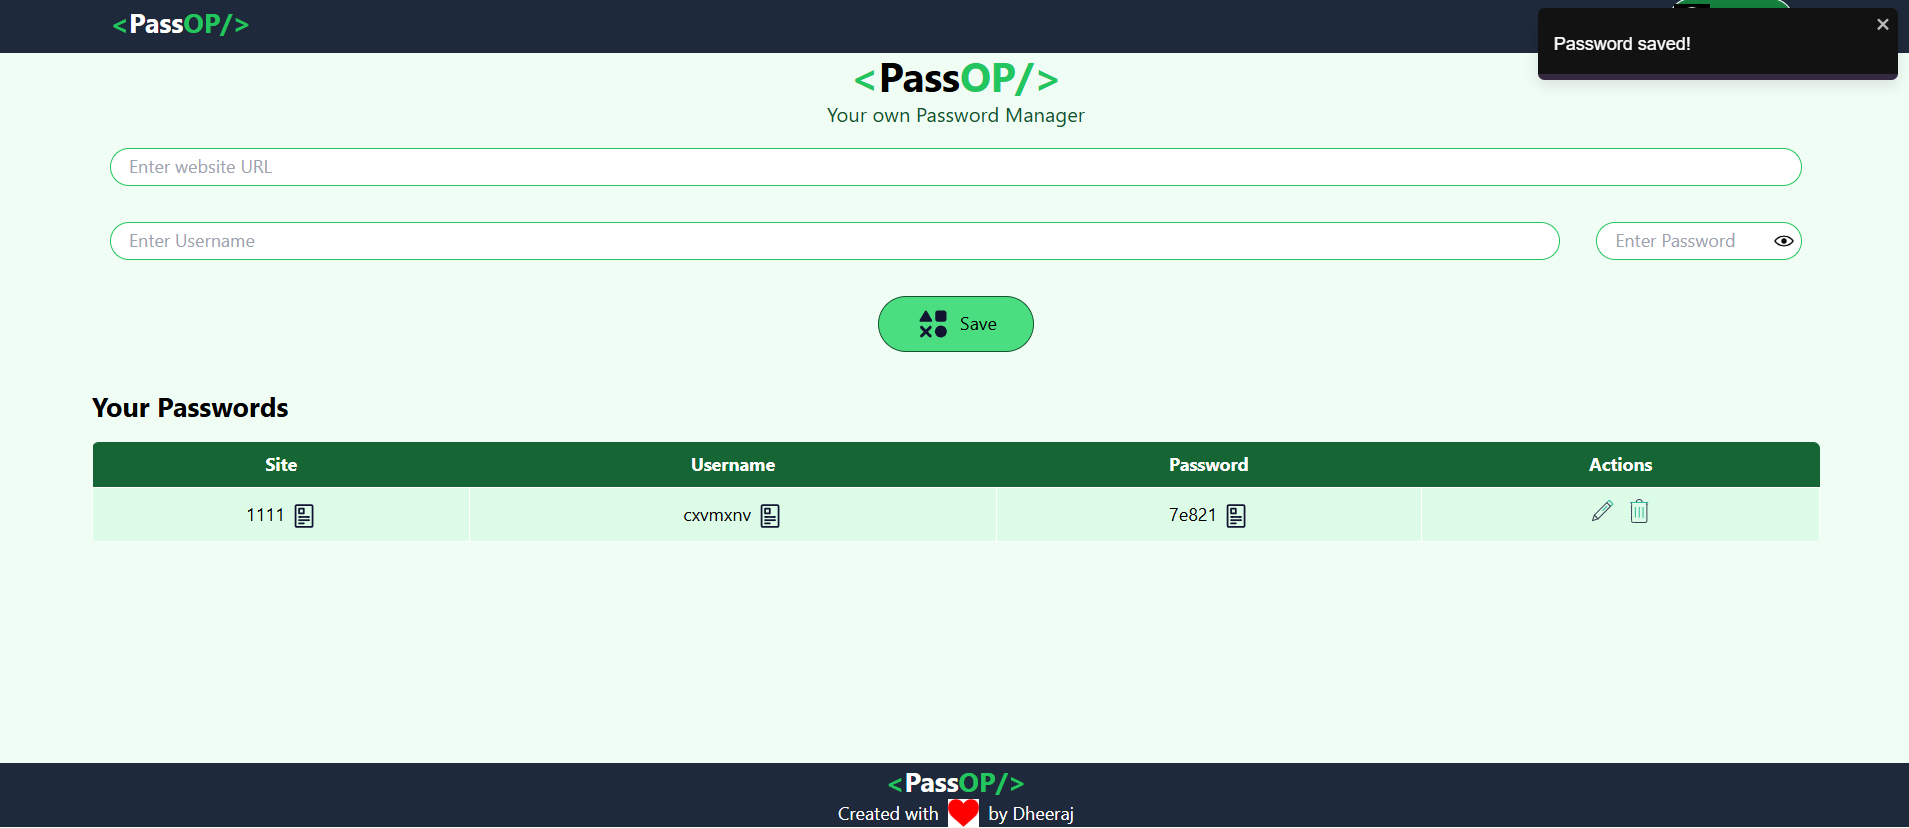 <PassOP/>
Password saved!
<PassOP/>
Your own Password Manager
Enter website URL
Enter Username
Enter Password
Save
Your Passwords
Site Username Password Actions
1111 cxvmxnv 7e821
<PassOP/>
Created with by Dheeraj